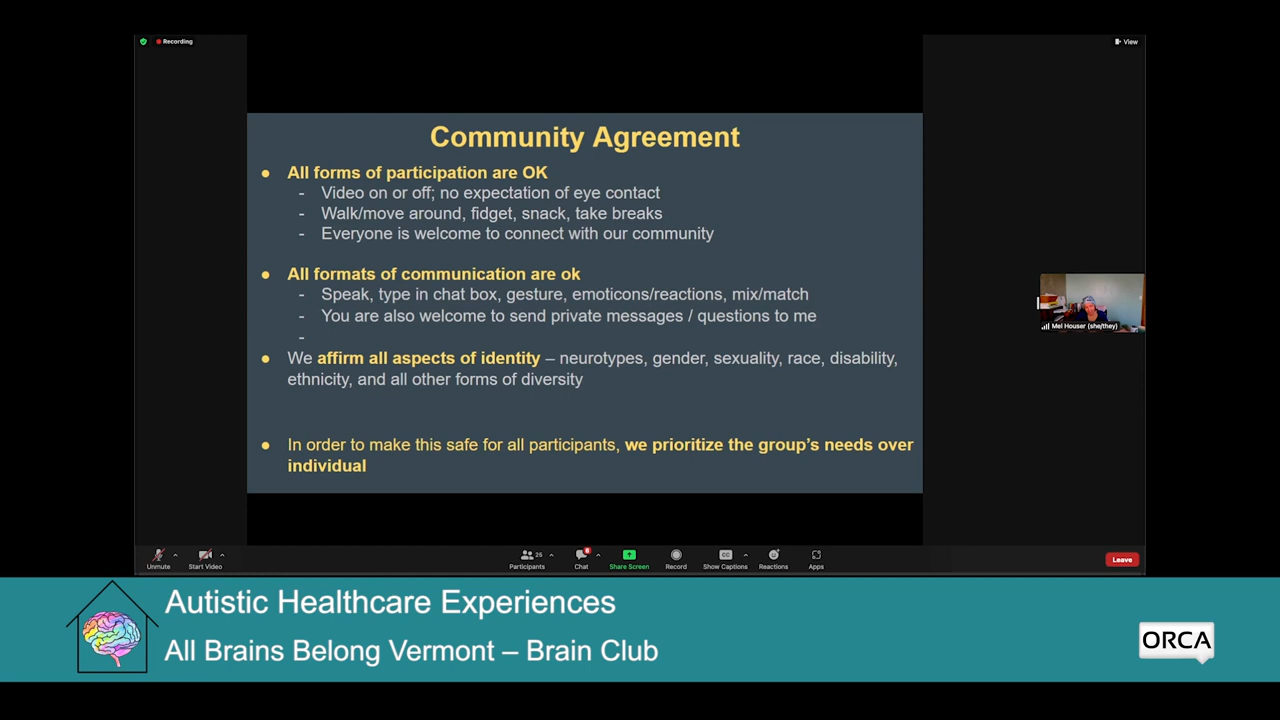 Recording
View
Community Agreement
● All forms of participation are OK
- Video on or off; no expectation of eye contact
- Walk/move around, fidget, snack, take breaks
- Everyone is welcome to connect with our community
● All formats of communication are ok
- Speak, type in chat box, gesture, emoticons/reactions, mix/match
- You are also welcome to send private messages / questions to me
-
● We affirm all aspects of identity – neurotypes, gender, sexuality, race, disability,
ethnicity, and all other forms of diversity
● In order to make this safe for all participants, we prioritize the group's needs over
individual
Mel Houser (she/they)
Unmute
Start Video
25
Participants
8
Chat
Share Screen
Record
CC
Show Captions
Reactions
Apps
Leave
Autistic Healthcare Experiences
All Brains Belong Vermont – Brain Club
ORCA